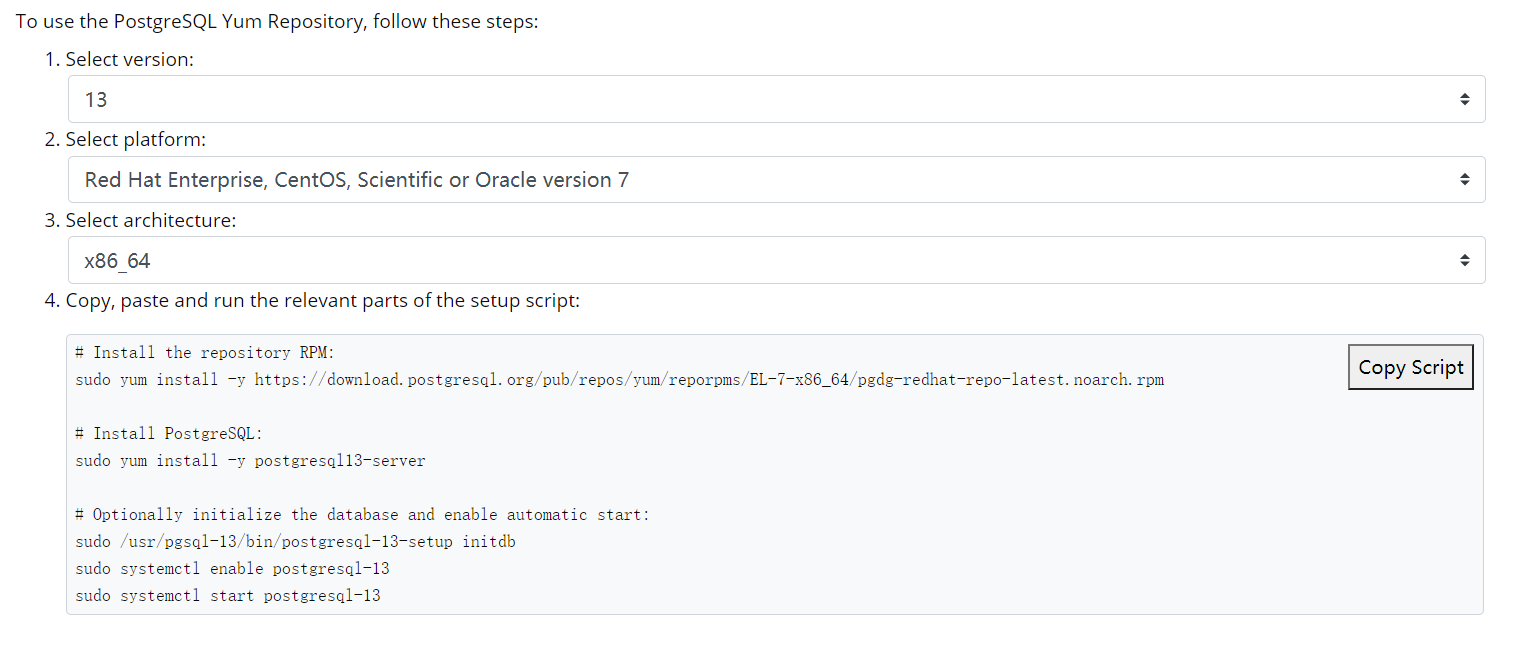 To use the PostgreSQL Yum Repository, follow these steps:
1. Select version:
13
2. Select platform:
Red Hat Enterprise, CentOS, Scientific or Oracle version 7
3. Select architecture:
x86_64
4. Copy, paste and run the relevant parts of the setup script:
# Install the repository RPM:
Copy Script
sudo yum install -y https://download.postgresql.org/pub/repos/yum/reporpms/EL-7-x86_64/pgdg-redhat-repo-latest.noarch.rpm
# Install PostgreSQL:
sudo yum install -y postgresql13-server
# Optionally initialize the database and enable automatic start:
sudo /usr/pgsql-13/bin/postgresql-13-setup initdb
sudo systemctl enable postgresql-13
sudo systemctl start postgresql-13